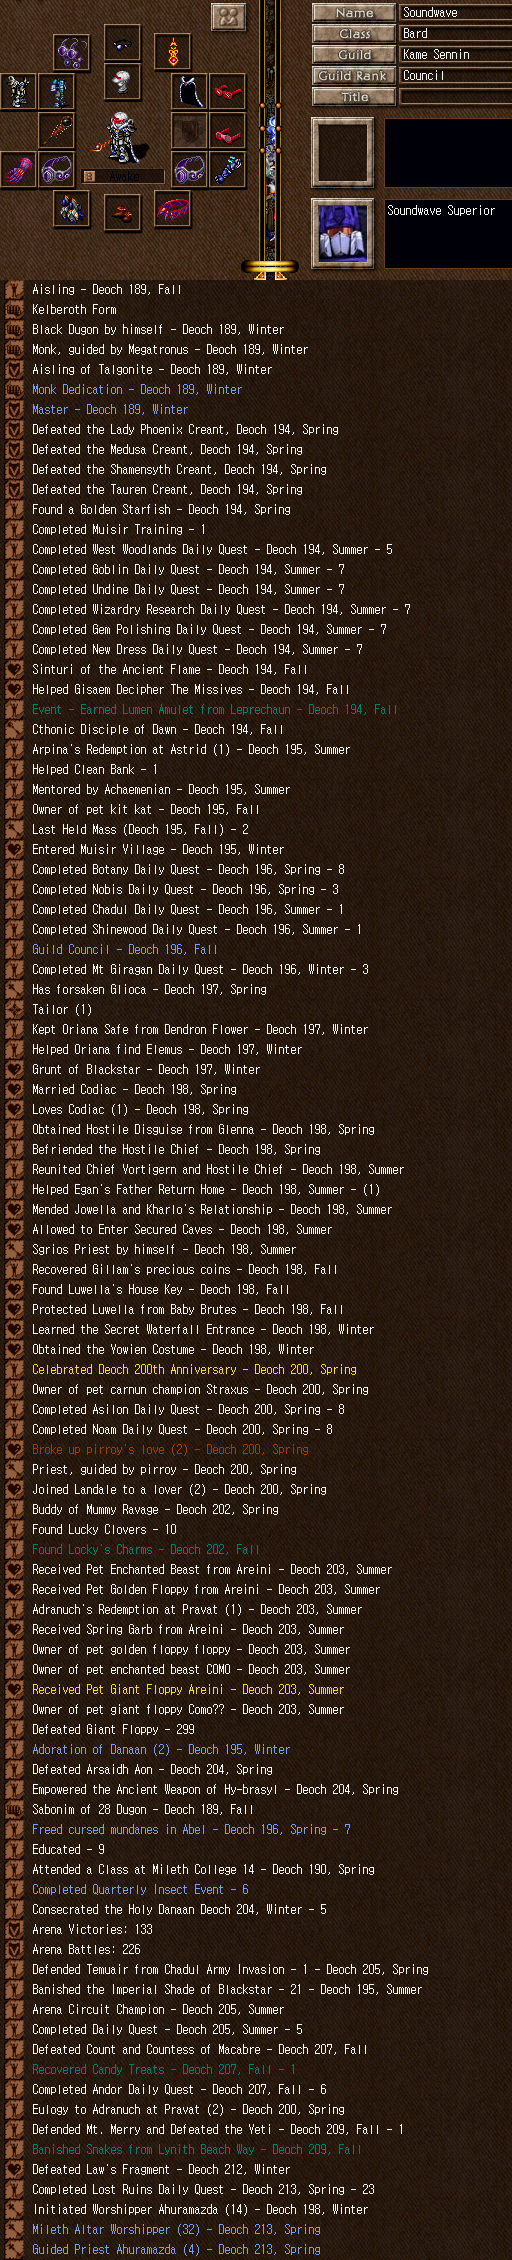 Name Soundwave
Class Bard
Guild Kame Sennin
Guild Rank Council
Title
Awake
Soundwave Superior
Aisling - Deoch 189, Fall
Kelberoth Form
Black Dugon by himself - Deoch 189, Winter
Monk, guided by Megatronus - Deoch 189, Winter
Aisling of Talgonite - Deoch 189, Winter
Monk Dedication - Deoch 189, Winter
Master - Deoch 189, Winter
Defeated the Lady Phoenix Creant, Deoch 194, Spring
Defeated the Medusa Creant, Deoch 194, Spring
Defeated the Shamensyth Creant, Deoch 194, Spring
Defeated the Tauren Creant, Deoch 194, Spring
Found a Golden Starfish - Deoch 194, Spring
Completed Muisir Training - 1
Completed West Woodlands Daily Quest - Deoch 194, Summer - 5
Completed Goblin Daily Quest - Deoch 194, Summer - 7
Completed Undine Daily Quest - Deoch 194, Summer - 7
Completed Wizardry Research Daily Quest - Deoch 194, Summer - 7
Completed Gem Polishing Daily Quest - Deoch 194, Summer - 7
Completed New Dress Daily Quest - Deoch 194, Summer - 7
Sinturi of the Ancient Flame - Deoch 194, Fall
Helped Gisaem Decipher The Missives - Deoch 194, Fall
Event - Earned Lumen Amulet from Leprechaun - Deoch 194, Fall
Cthonic Disciple of Dawn - Deoch 194, Fall
Arpina's Redemption at Astrid (1) - Deoch 195, Summer
Helped Clean Bank - 1
Mentored by Achaemenian - Deoch 195, Summer
Owner of pet kit kat - Deoch 195, Fall
Last Held Mass (Deoch 195, Fall) - 2
Entered Muisir Village - Deoch 195, Winter
Completed Botany Daily Quest - Deoch 196, Spring - 8
Completed Nobis Daily Quest - Deoch 196, Spring - 3
Completed Chadul Daily Quest - Deoch 196, Summer - 1
Completed Shinewood Daily Quest - Deoch 196, Summer - 1
Guild Council - Deoch 196, Fall
Completed Mt Giragan Daily Quest - Deoch 196, Winter - 3
Has forsaken Glioca - Deoch 197, Spring
Tailor (1)
Kept Oriana Safe from Dendron Flower - Deoch 197, Winter
Helped Oriana find Elemus - Deoch 197, Winter
Grunt of Blackstar - Deoch 197, Winter
Married Codiac - Deoch 198, Spring
Loves Codiac (1) - Deoch 198, Spring
Obtained Hostile Disguise from Glenna - Deoch 198, Spring
Befriended the Hostile Chief - Deoch 198, Spring
Reunited Chief Vortigern and Hostile Chief - Deoch 198, Summer
Helped Egan's Father Return Home - Deoch 198, Summer - (1)
Mended Jowella and Kharlo's Relationship - Deoch 198, Summer
Allowed to Enter Secured Caves - Deoch 198, Summer
Sgrios Priest by himself - Deoch 198, Summer
Recovered Gillam's precious coins - Deoch 198, Fall
Found Luwella's House Key - Deoch 198, Fall
Protected Luwella from Baby Brutes - Deoch 198, Fall
Learned the Secret Waterfall Entrance - Deoch 198, Winter
Obtained the Yowien Costume - Deoch 198, Winter
Celebrated Deoch 200th Anniversary - Deoch 200, Spring
Owner of pet carnun champion Straxus - Deoch 200, Spring
Completed Asilon Daily Quest - Deoch 200, Spring - 8
Completed Noam Daily Quest - Deoch 200, Spring - 8
Broke up pirroy's love (2) - Deoch 200, Spring
Priest, guided by pirroy - Deoch 200, Spring
Joined Landale to a lover (2) - Deoch 200, Spring
Buddy of Mummy Ravage - Deoch 202, Spring
Found Lucky Clovers - 10
Found Locky's Charms - Deoch 202, Fall
Received Pet Enchanted Beast from Areini - Deoch 203, Summer
Received Pet Golden Floppy from Areini - Deoch 203, Summer
Adranuch's Redemption at Pravat (1) - Deoch 203, Summer
Received Spring Garb from Areini - Deoch 203, Summer
Owner of pet golden floppy floppy - Deoch 203, Summer
Owner of pet enchanted beast COMO - Deoch 203, Summer
Received Pet Giant Floppy Areini - Deoch 203, Summer
Owner of pet giant floppy Como?? - Deoch 203, Summer
Defeated Giant Floppy - 299
Adoration of Danaan (2) - Deoch 195, Winter
Defeated Arsaidh Aon - Deoch 204, Spring
Empowered the Ancient Weapon of Hy-brasyl - Deoch 204, Spring
Sabonim of 28 Dugon - Deoch 189, Fall
Freed cursed mundanes in Abel - Deoch 196, Spring - 7
Educated - 9
Attended a Class at Mileth College 14 - Deoch 190, Spring
Completed Quarterly Insect Event - 6
Consecrated the Holy Danaan Deoch 204, Winter - 5
Arena Victories: 133
Arena Battles: 226
Defended Temuair from Chadul Army Invasion - 1 - Deoch 205, Spring
Banished the Imperial Shade of Blackstar - 21 - Deoch 195, Summer
Arena Circuit Champion - Deoch 205, Summer
Completed Daily Quest - Deoch 205, Summer - 5
Defeated Count and Countess of Macabre - Deoch 207, Fall
Recovered Candy Treats - Deoch 207, Fall - 1
Completed Andor Daily Quest - Deoch 207, Fall - 6
Eulogy to Adranuch at Pravat (2) - Deoch 200, Spring
Defended Mt. Merry and Defeated the Yeti - Deoch 209, Fall - 1
Banished Snakes from Lynith Beach Way - Deoch 209, Fall
Defeated Law's Fragment - Deoch 212, Winter
Completed Lost Ruins Daily Quest - Deoch 213, Spring - 23
Initiated Worshipper Ahuramazda (14) - Deoch 198, Winter
Mileth Altar Worshipper (32) - Deoch 213, Spring
Guided Priest Ahuramazda (4) - Deoch 213, Spring